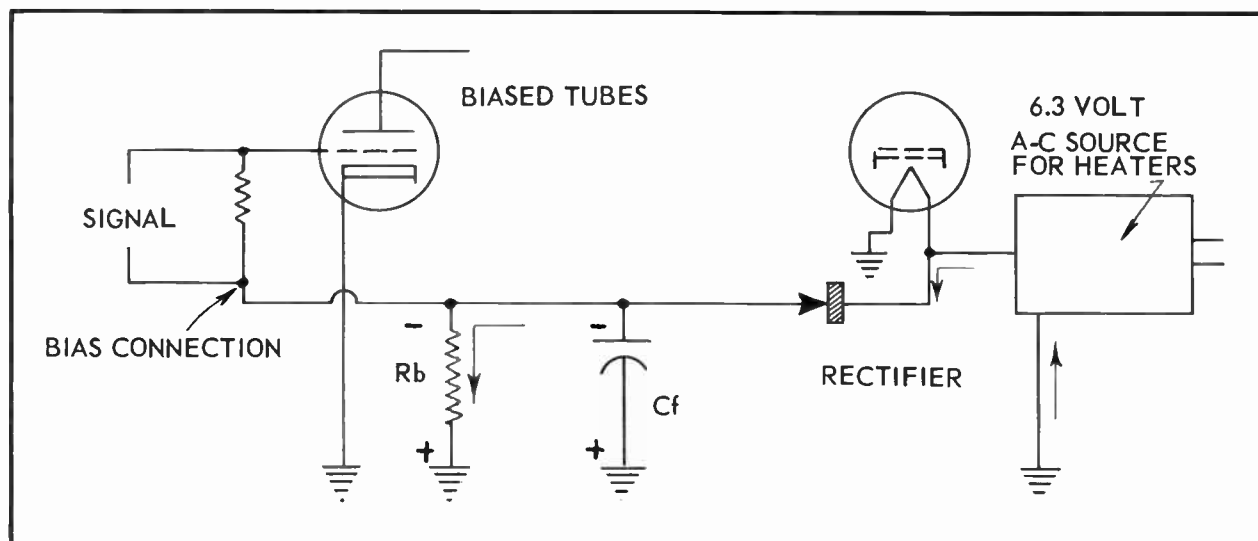 BIASED TUBES
6.3 VOLT
A-C SOURCE
FOR HEATERS
SIGNAL
BIAS CONNECTION
-
-
Rb
Cf
RECTIFIER
+
+